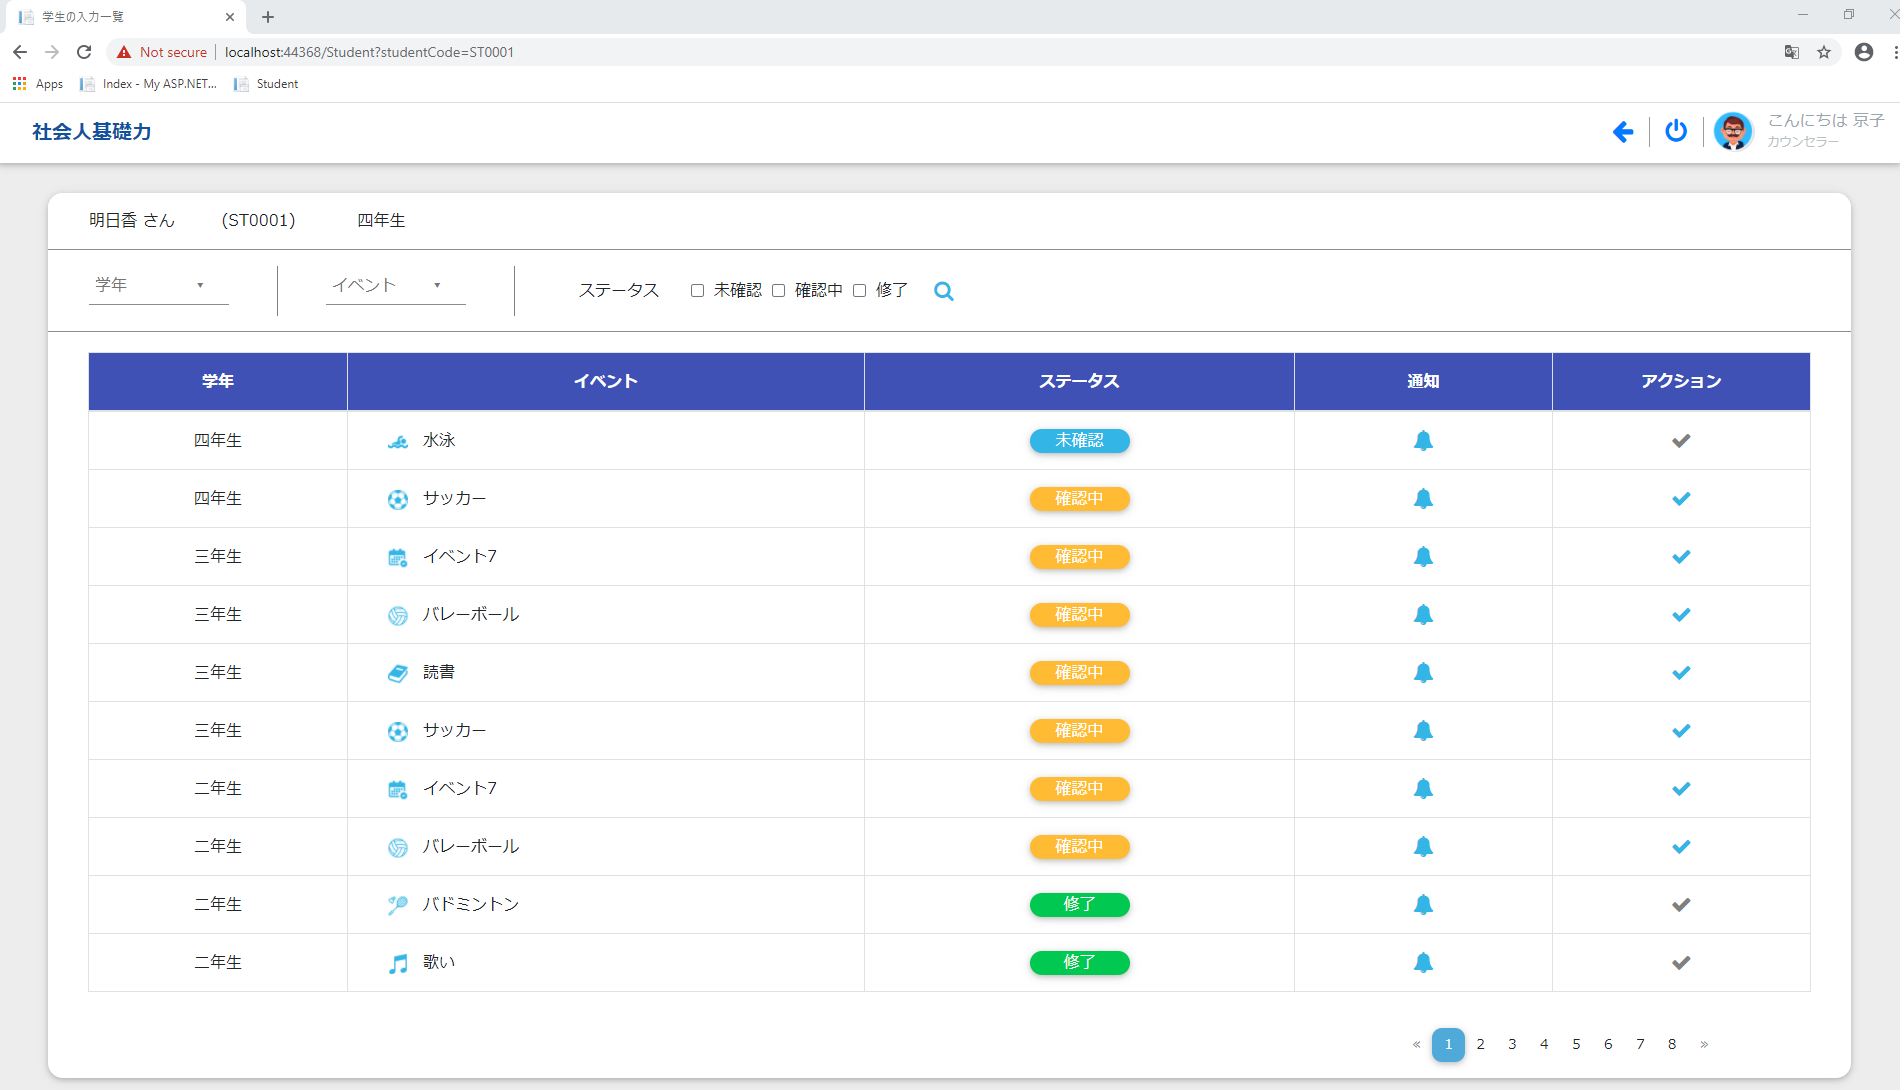 学生の入力一覧
Not secure | localhost:44368/Student?studentCode=ST0001
Apps Index - My ASP.NET... Student
社会人基礎力
こんにちは 京子
カウンセラー
明日香 さん (ST0001) 四年生
学年 イベント ステータス 未確認 確認中 修了
学年 イベント ステータス 通知 アクション
四年生 水泳 未確認
四年生 サッカー 確認中
三年生 イベント7 確認中
三年生 バレーボール 確認中
三年生 読書 確認中
三年生 サッカー 確認中
二年生 イベント7 確認中
二年生 バレーボール 確認中
二年生 バドミントン 修了
二年生 歌い 修了
« 1 2 3 4 5 6 7 8 »